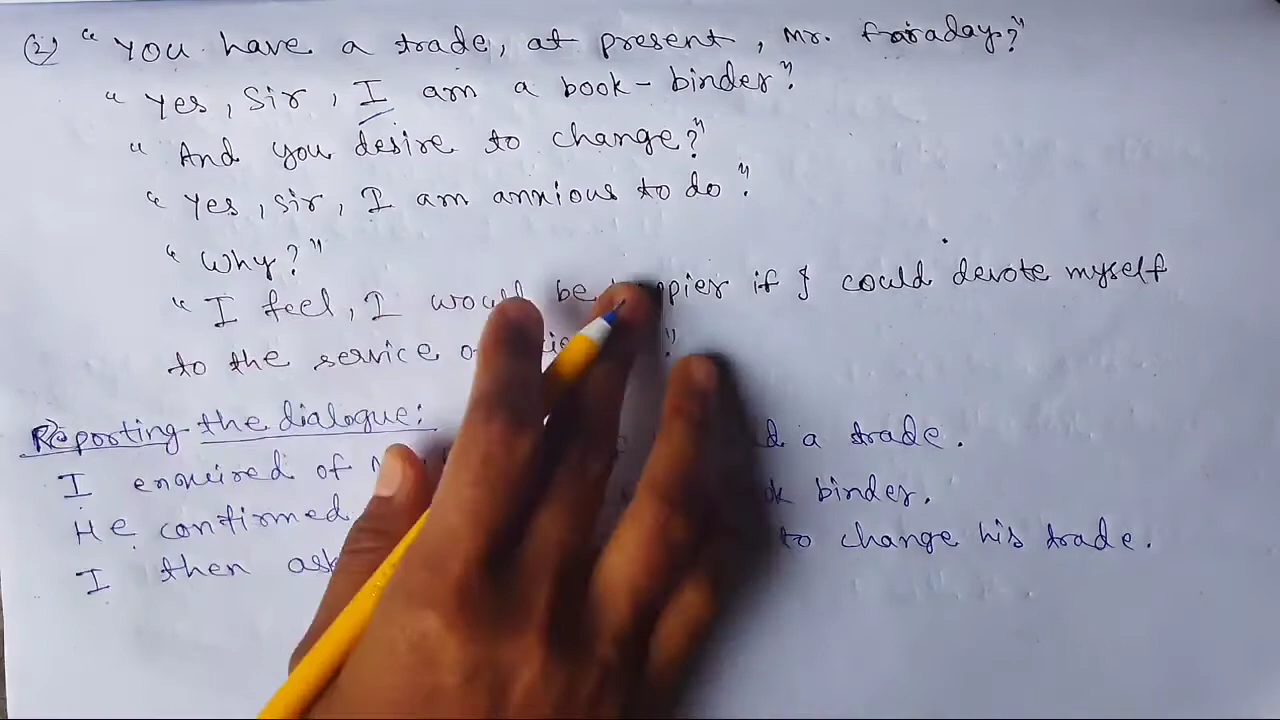 (2) "You have a trade, at present, Mr. Faraday?"
"Yes, Sir, I am a book-binder".
"And you desire to change?"
"Yes, Sir, I am anxious to do".
"Why?"
"I feel, I would be if I could devote myself
to the service
Reporting the dialogue:
I enquired of a trade.
He confirmed binder.
I then to change his trade.